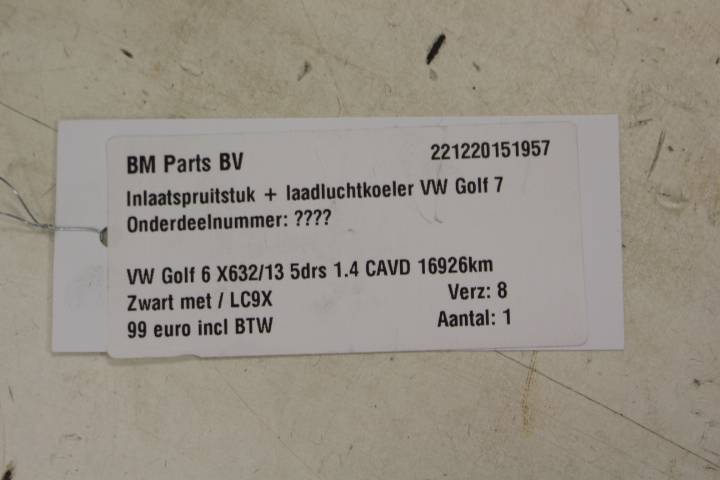 BM Parts BV 221220151957
Inlaatspruitstuk + laadluchtkoeler VW Golf 7
Onderdeelnummer: ????
VW Golf 6 X632/13 5drs 1.4 CAVD 16926km
Zwart met / LC9X Verz: 8
99 euro incl BTW Aantal: 1